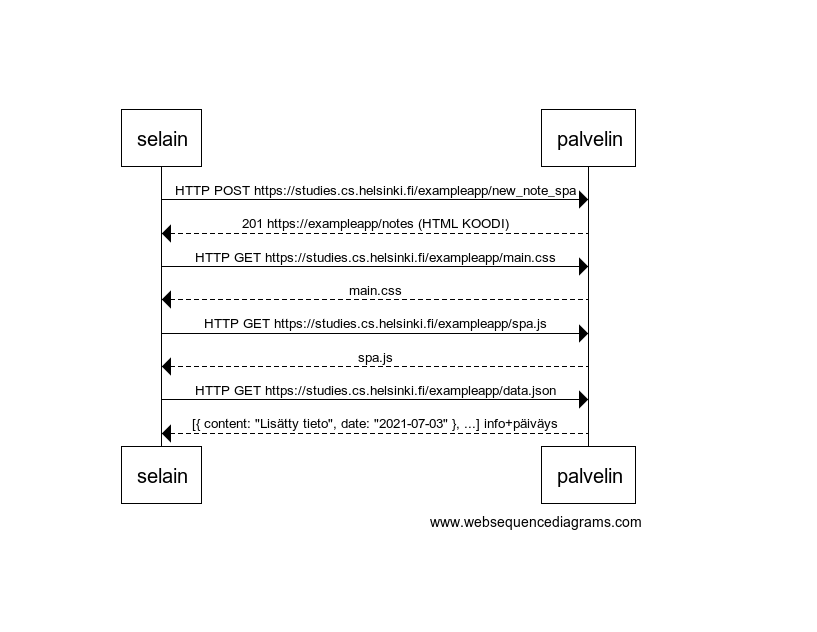 selain
palvelin
HTTP POST https://studies.cs.helsinki.fi/exampleapp/new_note_spa
201 https://exampleapp/notes (HTML KOODI)
HTTP GET https://studies.cs.helsinki.fi/exampleapp/main.css
main.css
HTTP GET https://studies.cs.helsinki.fi/exampleapp/spa.js
spa.js
HTTP GET https://studies.cs.helsinki.fi/exampleapp/data.json
[{ content: "Lisätty tieto", date: "2021-07-03" }, ...] info+päiväys
selain
palvelin
www.websequencediagrams.com